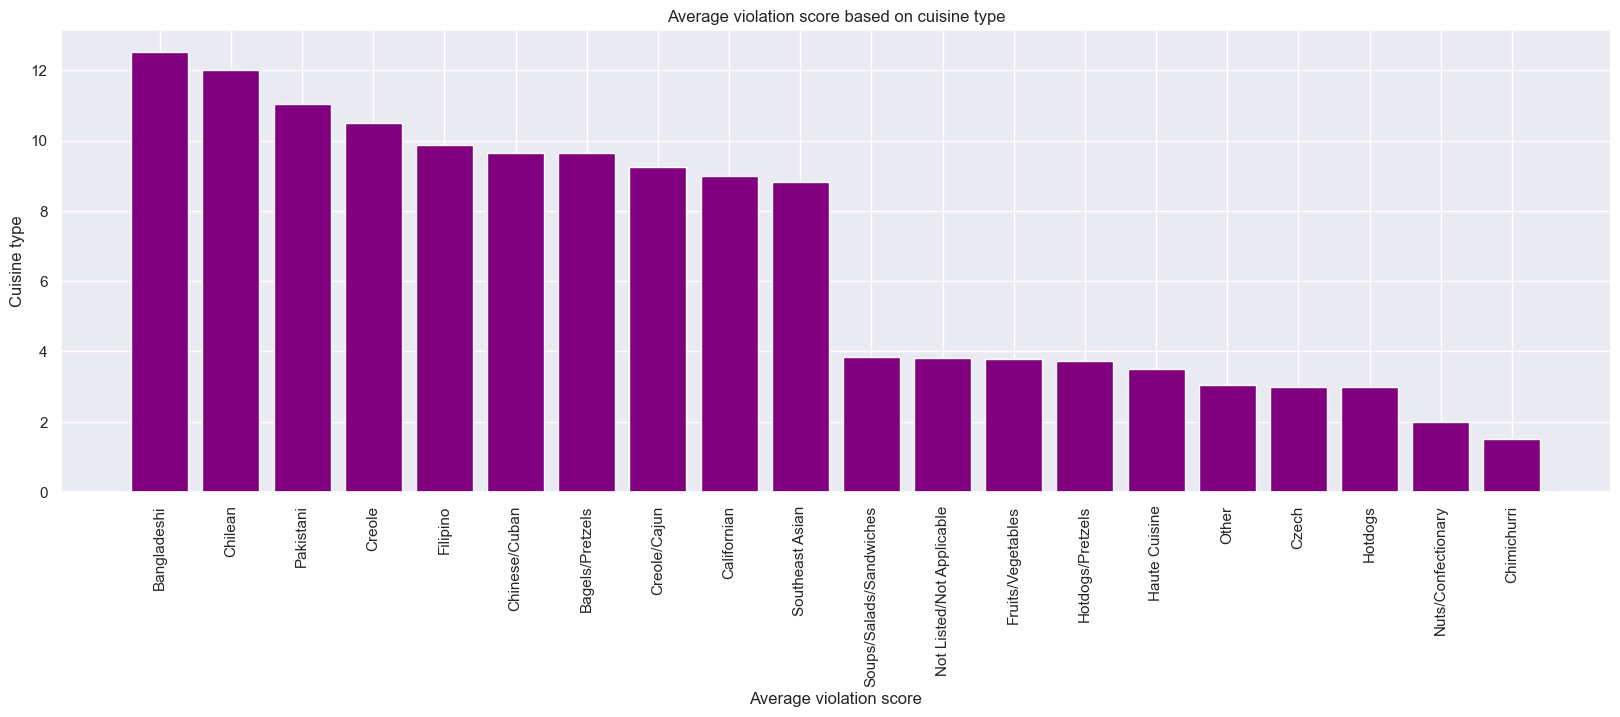 Average violation score based on cuisine type
Cuisine type
12
10
8
6
4
2
0
Bangladeshi
Chilean
Pakistani
Creole
Filipino
Chinese/Cuban
Bagels/Pretzels
Creole/Cajun
Californian
Southeast Asian
Soups/Salads/Sandwiches
Not Listed/Not Applicable
Fruits/Vegetables
Hotdogs/Pretzels
Haute Cuisine
Other
Czech
Hotdogs
Nuts/Confectionary
Chimichurri
Average violation score